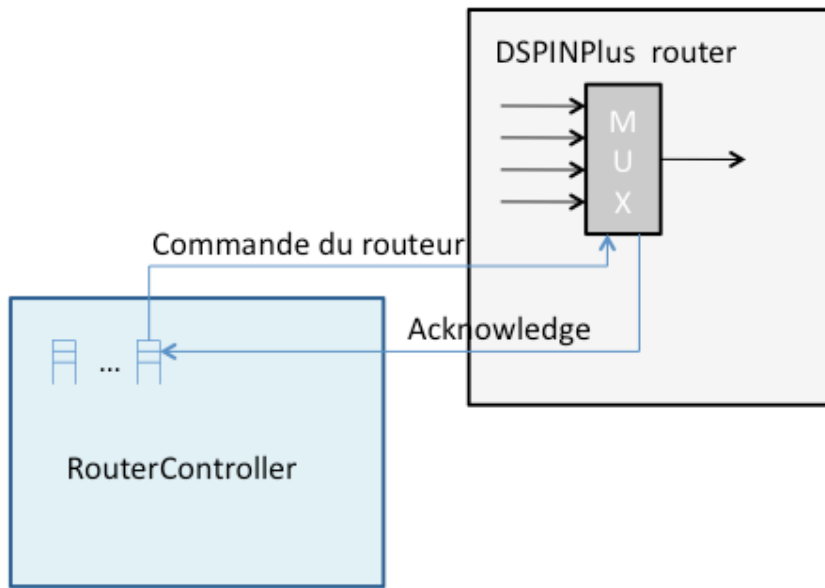 DSPINPlus router
M
U
X
Commande du routeur
Acknowledge
...
RouterController